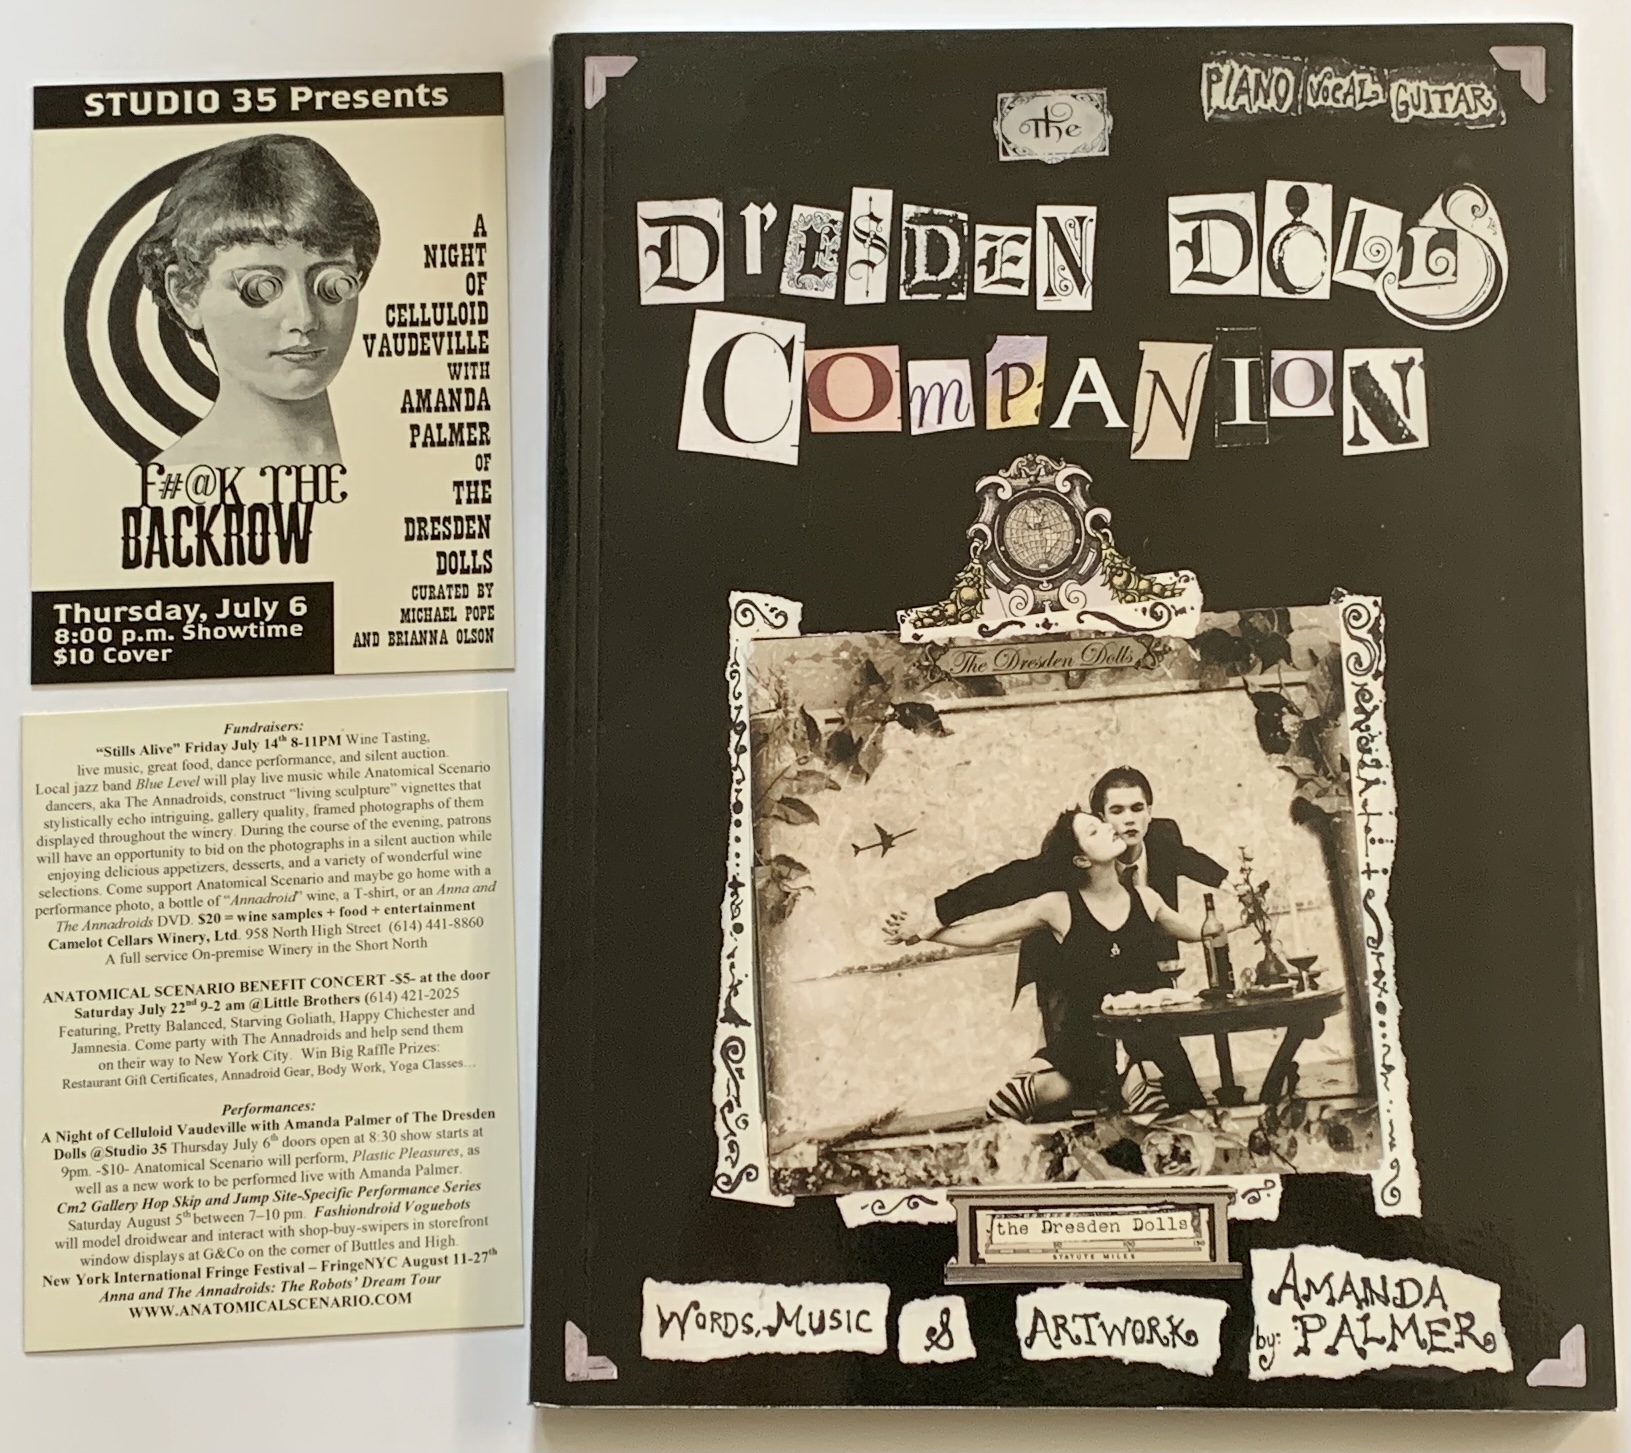 STUDIO 35 Presents
A
NIGHT
OF
CELLULOID
VAUDEVILLE
WITH
AMANDA
PALMER
OF
THE
DRESDEN
DOLLS
CURATED BY
MICHAEL POPE
AND BRIANNA OLSON
F#@K THE
BACKROW
Thursday, July 6
8:00 p.m. Showtime
$10 Cover
Fundraisers:
“Stills Alive” Friday July 14th 8-11PM Wine Tasting,
live music, great food, dance performance, and silent auction.
Local jazz band Blue Level will play live music while Anatomical Scenario
dancers, aka The Annadroids, construct “living sculpture” vignettes that
stylistically echo intriguing, gallery quality, framed photographs of them
displayed throughout the winery. During the course of the evening, patrons
will have an opportunity to bid on the photographs in a silent auction while
enjoying delicious appetizers, desserts, and a variety of wonderful wine
selections. Come support Anatomical Scenario and maybe go home with a
performance photo, a bottle of “Annadroid” wine, a T-shirt, or an Anna and
The Annadroids DVD. $20 = wine samples + food + entertainment
Camelot Cellars Winery, Ltd. 958 North High Street (614) 441-8860
A full service On-premise Winery in the Short North
ANATOMICAL SCENARIO BENEFIT CONCERT -$5- at the door
Saturday July 22nd 9-2 am @Little Brothers (614) 421-2025
Featuring, Pretty Balanced, Starving Goliath, Happy Chichester and
Jamnesia. Come party with The Annadroids and help send them
on their way to New York City. Win Big Raffle Prizes:
Restaurant Gift Certificates, Annadroid Gear, Body Work, Yoga Classes…
Performances:
A Night of Celluloid Vaudeville with Amanda Palmer of The Dresden
Dolls @Studio 35 Thursday July 6th doors open at 8:30 show starts at
9pm. -$10- Anatomical Scenario will perform, Plastic Pleasures, as
well as a new work to be performed live with Amanda Palmer.
Cm2 Gallery Hop Skip and Jump Site-Specific Performance Series
Saturday August 5th between 7–10 pm. Fashiondroid Voguebots
will model droidwear and interact with shop-buy-swipers in storefront
window displays at G&Co on the corner of Buttles and High.
New York International Fringe Festival – FringeNYC August 11-27th
Anna and The Annadroids: The Robots’ Dream Tour
WWW.ANATOMICALSCENARIO.COM
PIANO VOCAL GUITAR
The
DrESDEN DOLLS
COmPANION
The Dresden Dolls
the Dresden Dolls
50 100 150
STATUTE MILES
WORDS, MUSIC & ARTWORK by: AMANDA PALMER